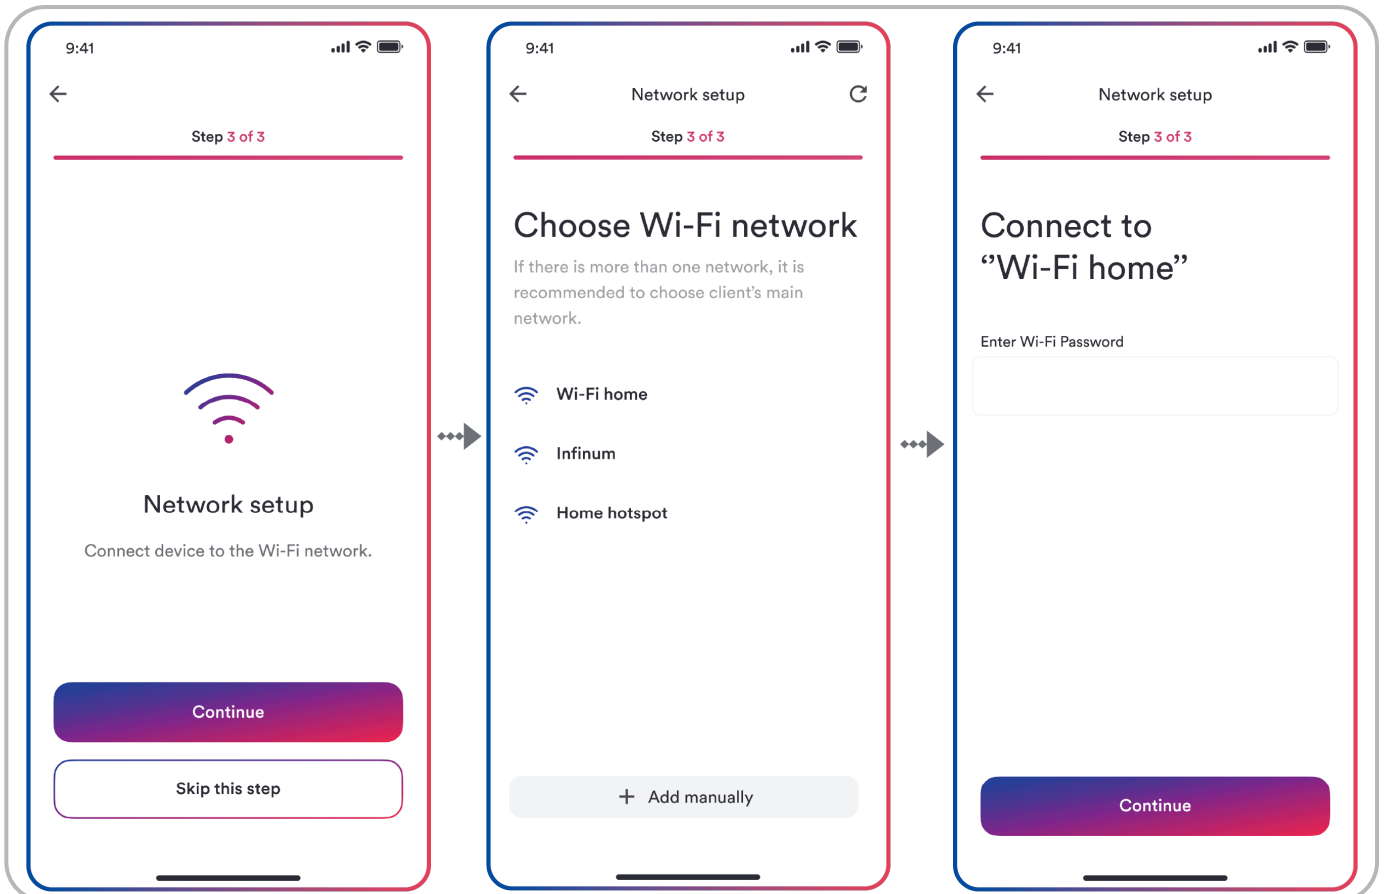 9:41
Step 3 of 3
Network setup
Connect device to the Wi-Fi network.
Continue
Skip this step
9:41
Network setup
Step 3 of 3
Choose Wi-Fi network
If there is more than one network, it is
recommended to choose client’s main
network.
Wi-Fi home
Infinum
Home hotspot
+ Add manually
9:41
Network setup
Step 3 of 3
Connect to
“Wi-Fi home”
Enter Wi-Fi Password
Continue